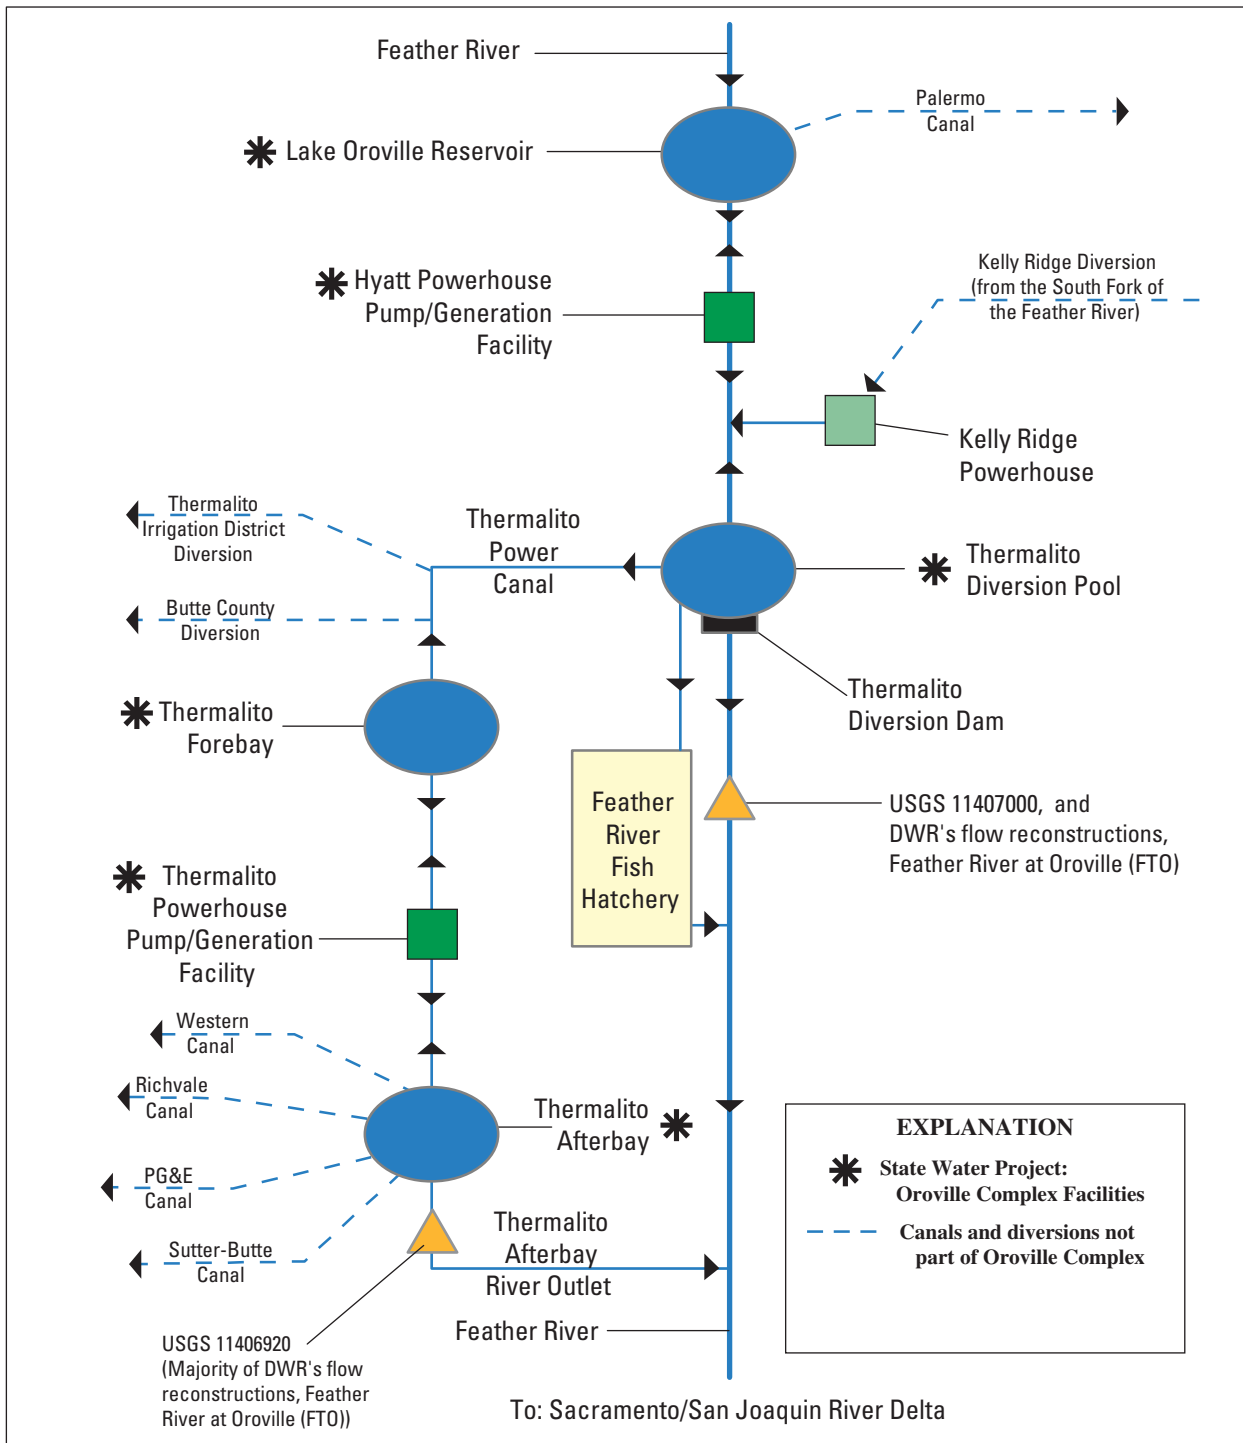 Feather River
Palermo
Canal
Lake Oroville Reservoir
Hyatt Powerhouse
Pump/Generation
Facility
Kelly Ridge Diversion
(from the South Fork of
the Feather River)
Kelly Ridge
Powerhouse
Thermalito
Irrigation District
Diversion
Thermalito
Power
Canal
Thermalito
Diversion Pool
Butte County
Diversion
Thermalito
Forebay
Thermalito
Diversion Dam
Feather
River
Fish
Hatchery
USGS 11407000, and
DWR's flow reconstructions,
Feather River at Oroville (FTO)
Thermalito
Powerhouse
Pump/Generation
Facility
Western
Canal
Richvale
Canal
Thermalito
Afterbay
PG&E
Canal
Sutter-Butte
Canal
Thermalito
Afterbay
River Outlet
Feather River
USGS 11406920
(Majority of DWR's flow
reconstructions, Feather
River at Oroville (FTO))
EXPLANATION
State Water Project:
Oroville Complex Facilities
Canals and diversions not
part of Oroville Complex
To: Sacramento/San Joaquin River Delta